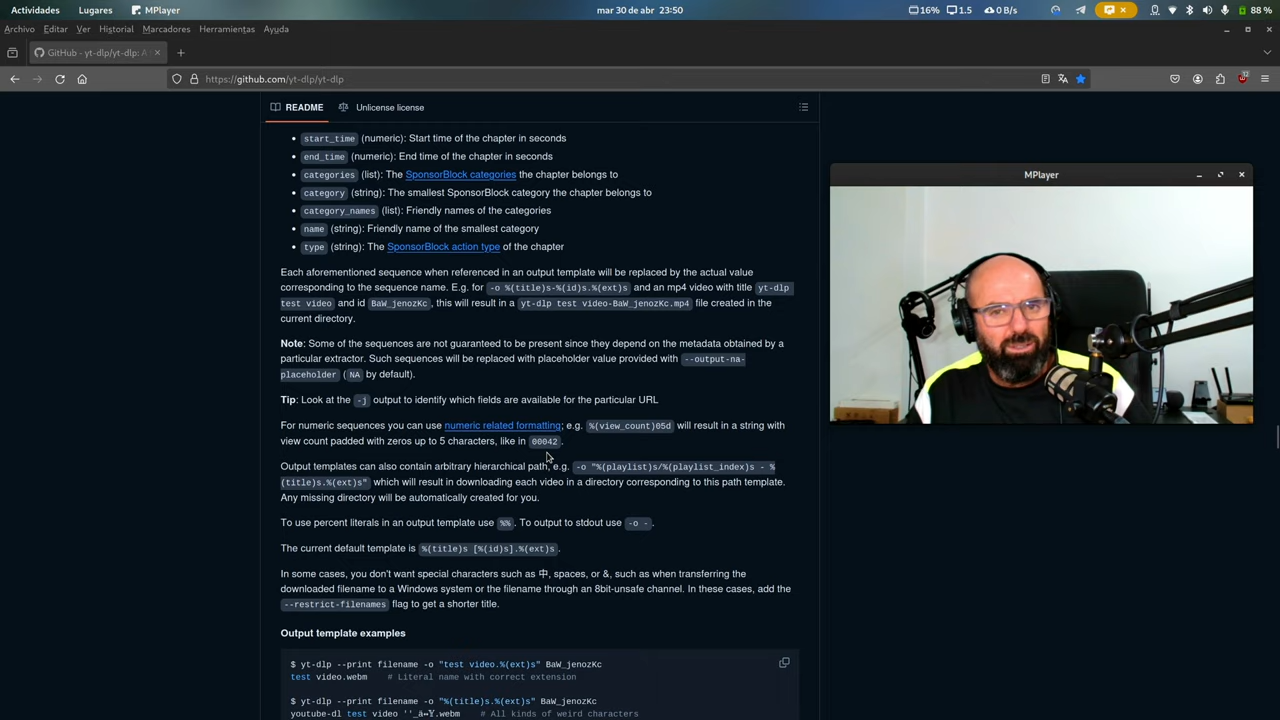 Actividades Lugares MPlayer mar 30 de abr 23:50 16% 1.5 0 B/s 88 %
Archivo Editar Ver Historial Marcadores Herramientas Ayuda
GitHub - yt-dlp/yt-dlp: A
https://github.com/yt-dlp/yt-dlp
README Unlicense license
start_time (numeric): Start time of the chapter in seconds
end_time (numeric): End time of the chapter in seconds
categories (list): The SponsorBlock categories the chapter belongs to
category (string): The smallest SponsorBlock category the chapter belongs to
category_names (list): Friendly names of the categories
name (string): Friendly name of the smallest category
type (string): The SponsorBlock action type of the chapter
Each aforementioned sequence when referenced in an output template will be replaced by the actual value
corresponding to the sequence name. E.g. for -o %(title)s-%(id)s.%(ext)s and an mp4 video with title yt-dlp
test video and id BaW_jenozKc, this will result in a yt-dlp test video-BaW_jenozKc.mp4 file created in the
current directory.
Note: Some of the sequences are not guaranteed to be present since they depend on the metadata obtained by a
particular extractor. Such sequences will be replaced with placeholder value provided with --output-na-
placeholder (NA by default).
Tip: Look at the -j output to identify which fields are available for the particular URL
For numeric sequences you can use numeric related formatting; e.g. %(view_count)05d will result in a string with
view count padded with zeros up to 5 characters, like in 00042.
Output templates can also contain arbitrary hierarchical path, e.g. -o "%(playlist)s/%(playlist_index)s - %
(title)s.%(ext)s" which will result in downloading each video in a directory corresponding to this path template.
Any missing directory will be automatically created for you.
To use percent literals in an output template use %%. To output to stdout use -o -.
The current default template is %(title)s [%(id)s].%(ext)s.
In some cases, you don't want special characters such as 中, spaces, or &, such as when transferring the
downloaded filename to a Windows system or the filename through an 8bit-unsafe channel. In these cases, add the
--restrict-filenames flag to get a shorter title.
Output template examples
$ yt-dlp --print filename -o "test video.%(ext)s" BaW_jenozKc
test video.webm # Literal name with correct extension
$ yt-dlp --print filename -o "%(title)s.%(ext)s" BaW_jenozKc
youtube-dl test video ''_ä↭𝕐.webm # All kinds of weird characters
MPlayer